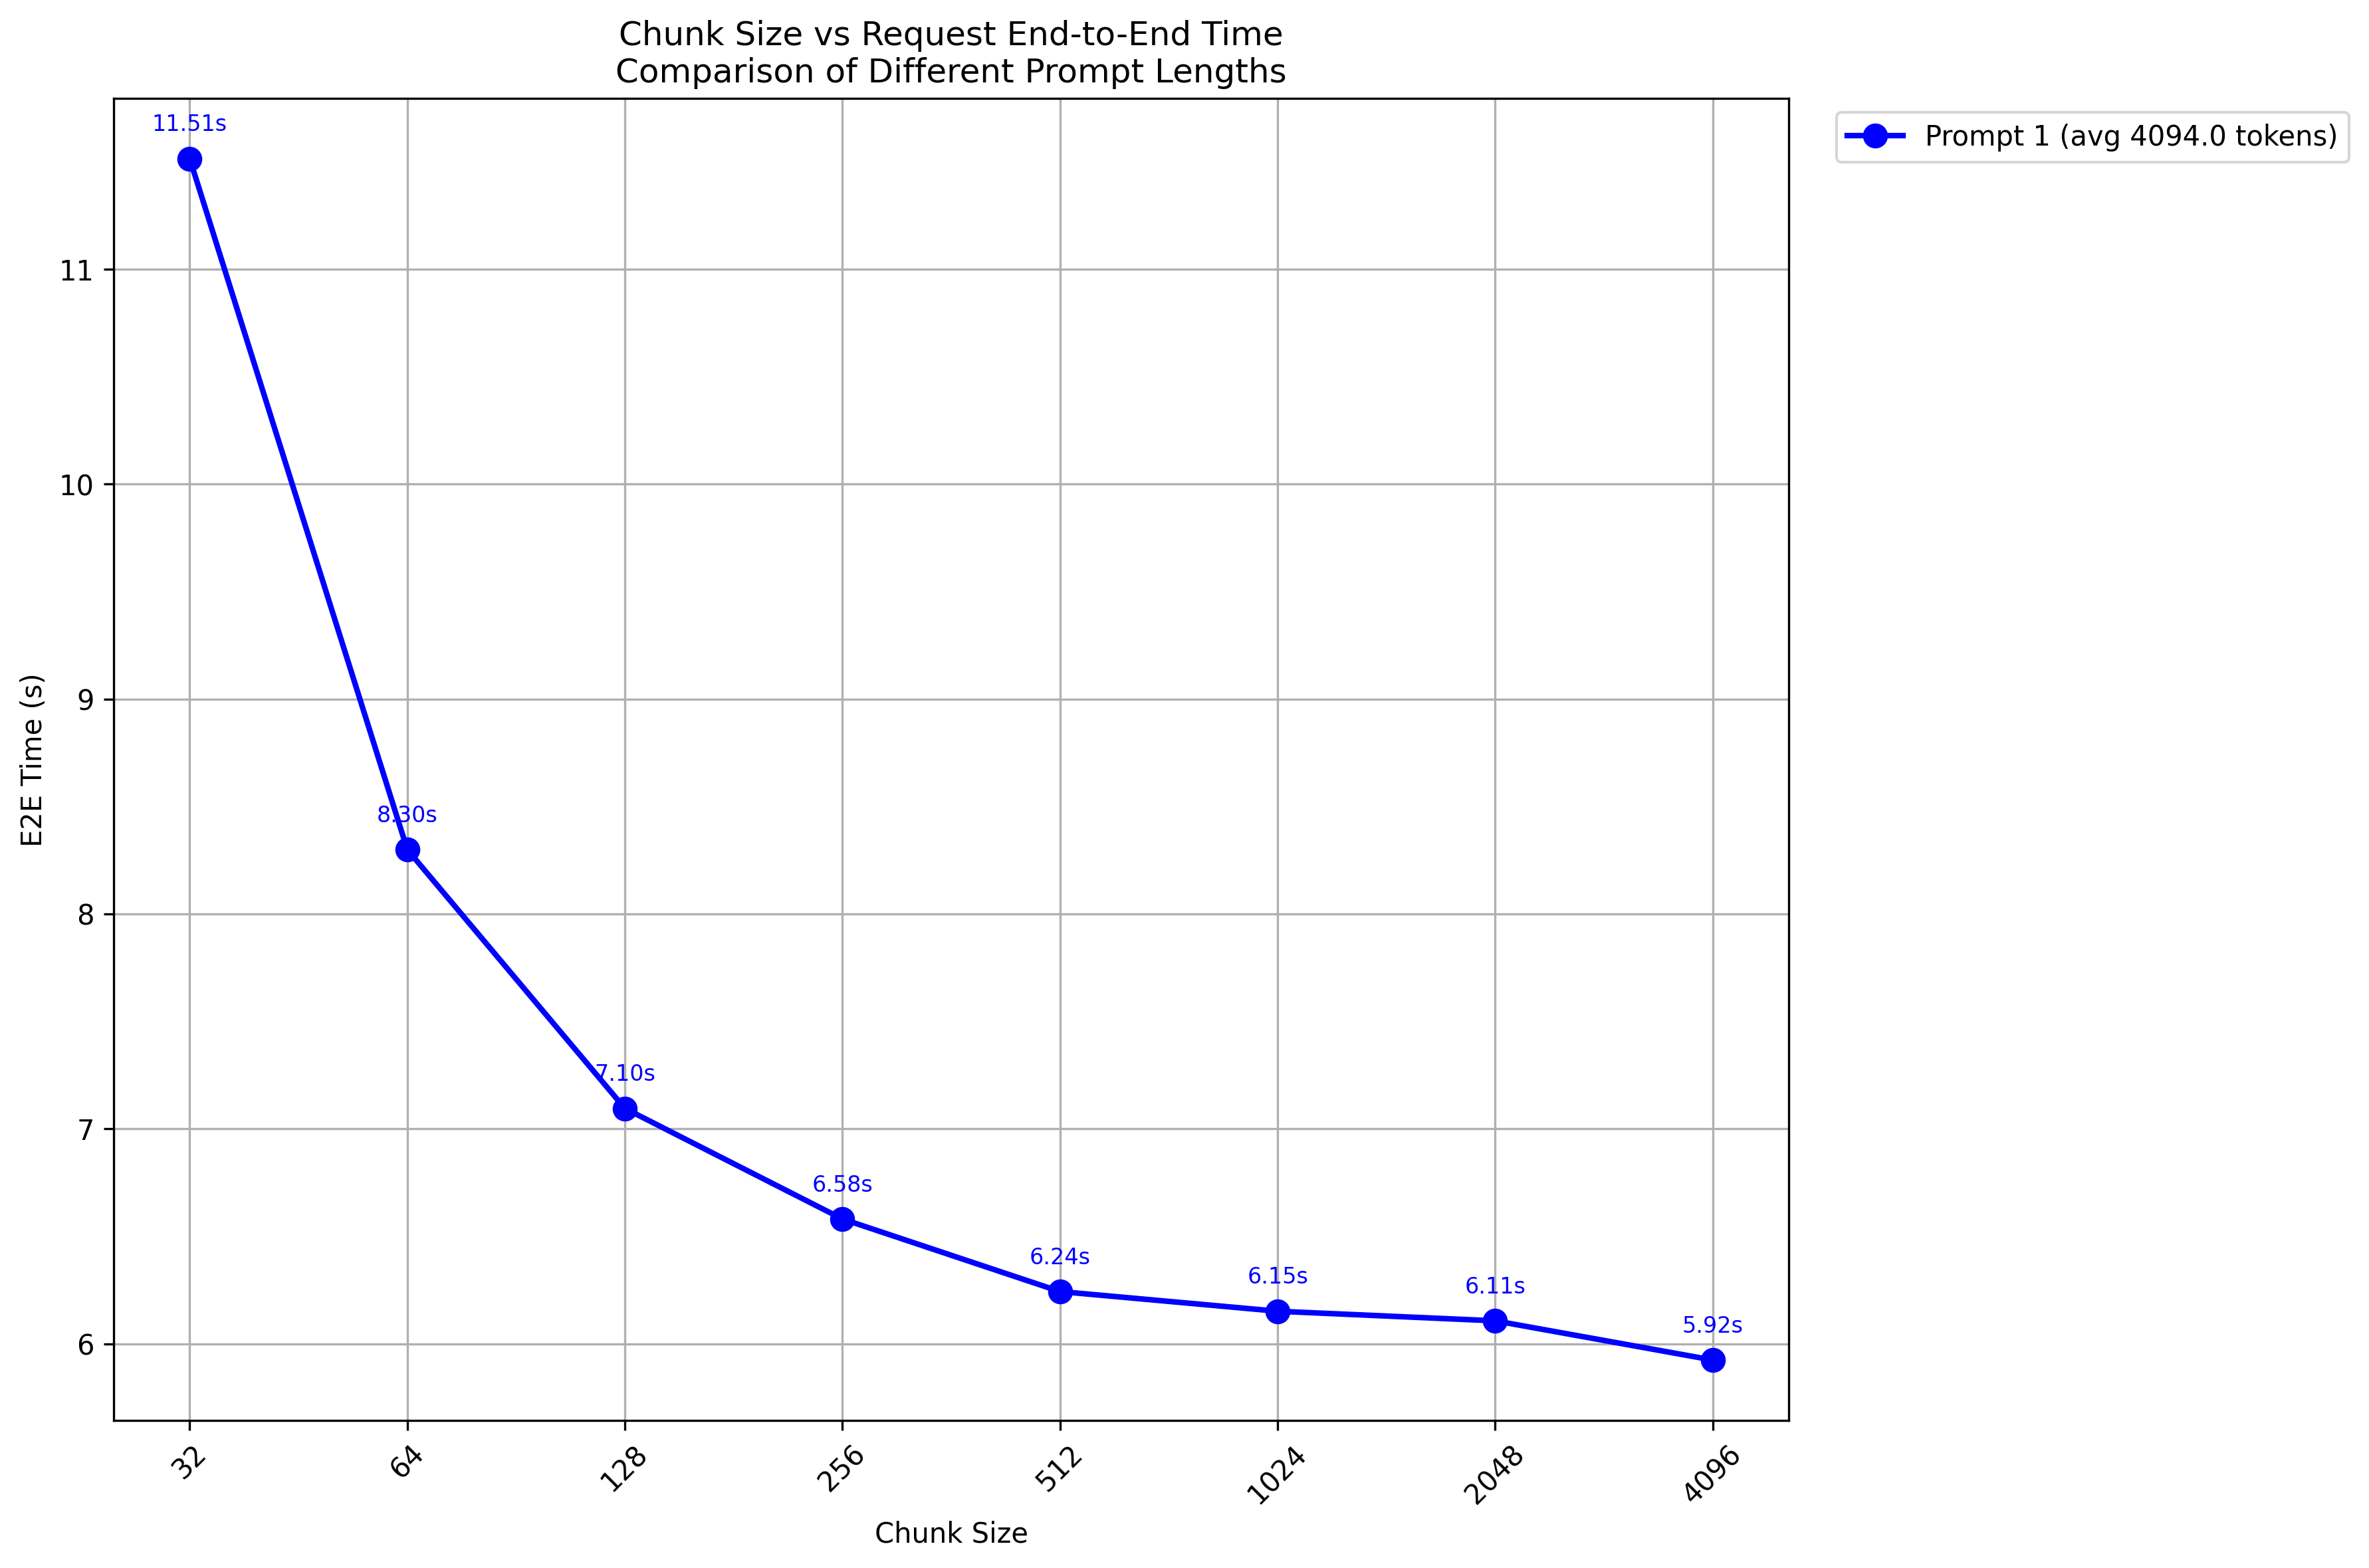 Chunk Size vs Request End-to-End Time
Comparison of Different Prompt Lengths
Prompt 1 (avg 4094.0 tokens)
E2E Time (s)
11
10
9
8
7
6
11.51s
8.30s
7.10s
6.58s
6.24s
6.15s
6.11s
5.92s
32
64
128
256
512
1024
2048
4096
Chunk Size